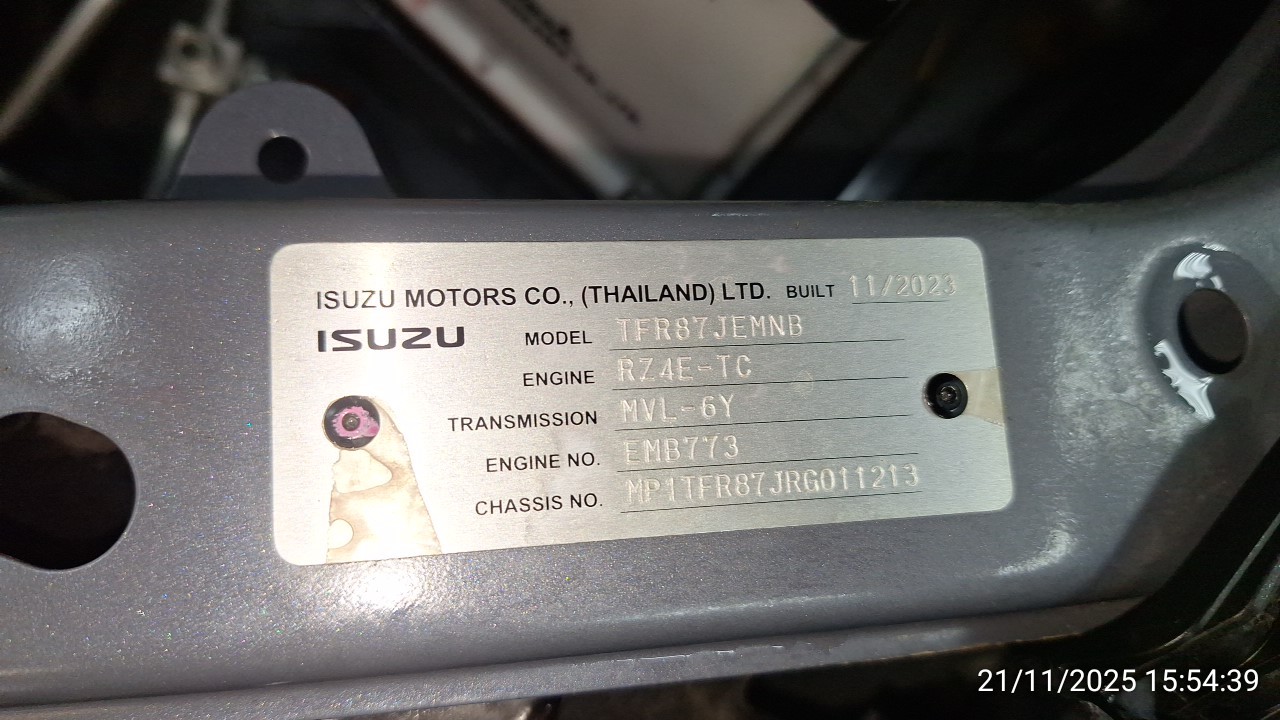 ISUZU MOTORS CO., (THAILAND) LTD. BUILT 11/2023
ISUZU
MODEL TFR87JEMNB
ENGINE RZ4E-TC
TRANSMISSION MVL-6Y
ENGINE NO. EMB773
CHASSIS NO. MP1TFR87JRG011213
21/11/2025 15:54:39